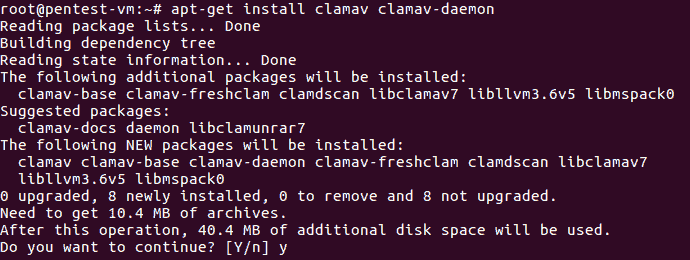 root@pentest-vm:~# apt-get install clamav clamav-daemon
Reading package lists... Done
Building dependency tree
Reading state information... Done
The following additional packages will be installed:
  clamav-base clamav-freshclam clamdscan libclamav7 libllvm3.6v5 libmspack0
Suggested packages:
  clamav-docs daemon libclamunrar7
The following NEW packages will be installed:
  clamav clamav-base clamav-daemon clamav-freshclam clamdscan libclamav7
  libllvm3.6v5 libmspack0
0 upgraded, 8 newly installed, 0 to remove and 8 not upgraded.
Need to get 10.4 MB of archives.
After this operation, 40.4 MB of additional disk space will be used.
Do you want to continue? [Y/n] y